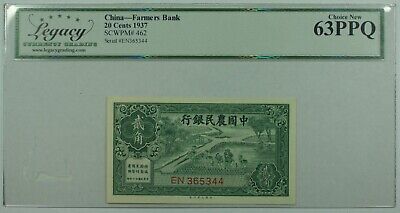 Legacy
CURRENCY GRADING
www.legacygrading.com
China—Farmers Bank
20 Cents 1937
SCWPM# 462
Serial #EN365344
Choice New
63PPQ
行銀民農國中
貳角
EN 365344